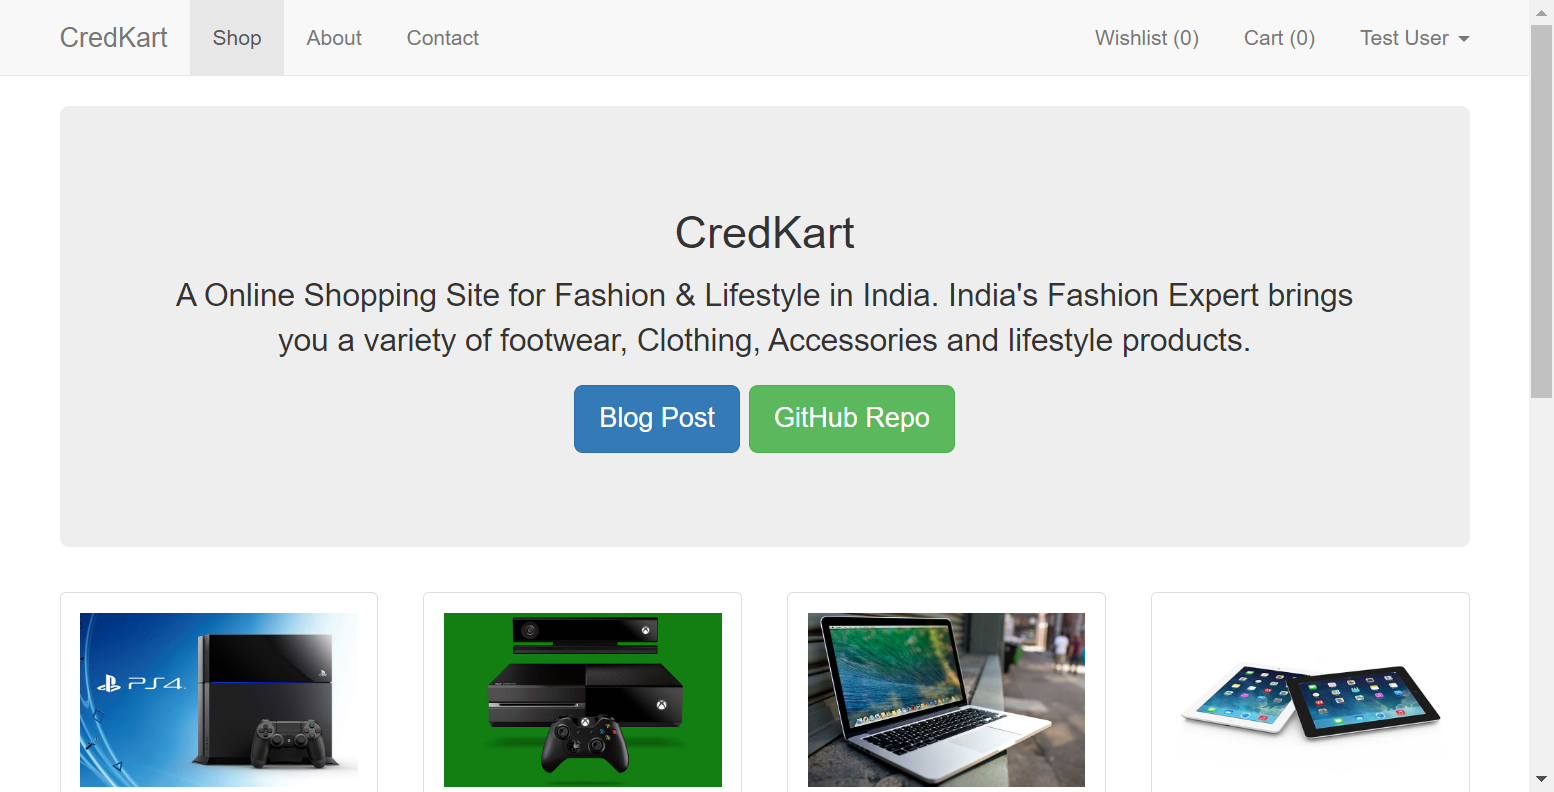 CredKart Shop About Contact Wishlist (0) Cart (0) Test User
CredKart
A Online Shopping Site for Fashion & Lifestyle in India. India's Fashion Expert brings
you a variety of footwear, Clothing, Accessories and lifestyle products.
Blog Post GitHub Repo
PS4